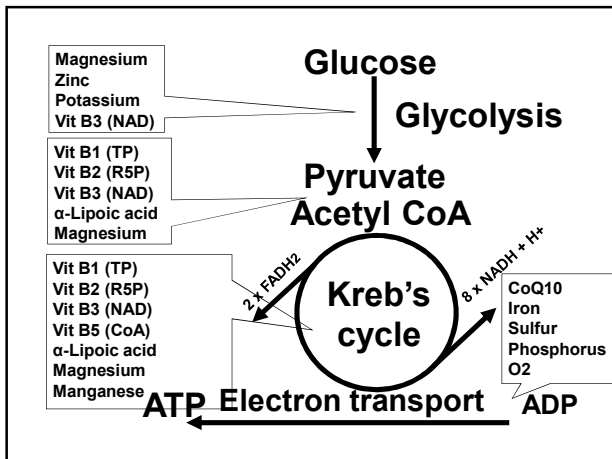 Magnesium
Zinc
Potassium
Vit B3 (NAD)
Glucose
Glycolysis
Vit B1 (TP)
Vit B2 (R5P)
Vit B3 (NAD)
α-Lipoic acid
Magnesium
Pyruvate
Acetyl CoA
Vit B1 (TP)
Vit B2 (R5P)
Vit B3 (NAD)
Vit B5 (CoA)
α-Lipoic acid
Magnesium
Manganese
2 x FADH2
Kreb's
cycle
8 x NADH + H+
CoQ10
Iron
Sulfur
Phosphorus
O2
ATP
Electron transport
ADP